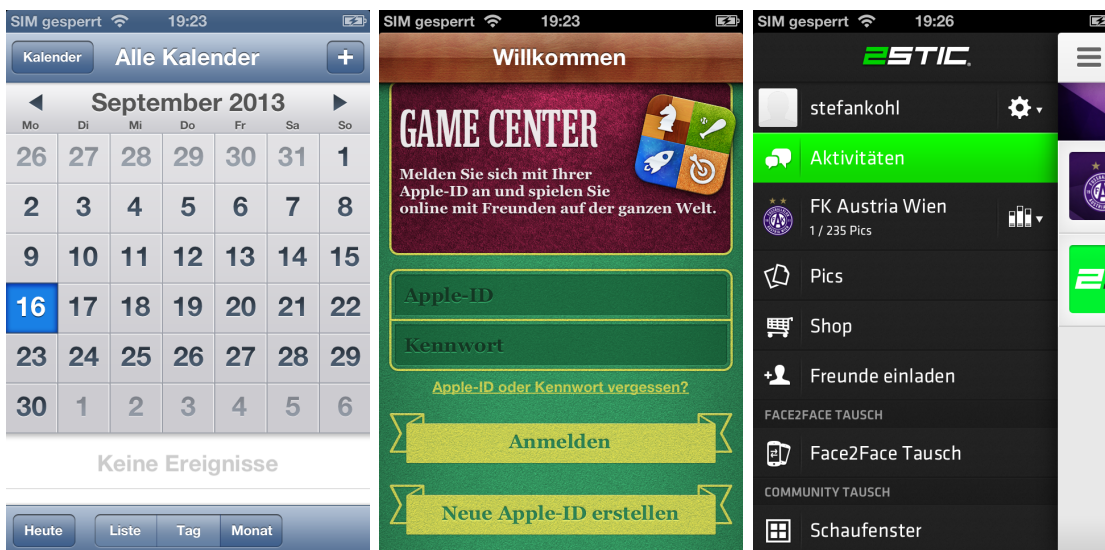 SIM gesperrt 19:23
Kalender Alle Kalender +
September 2013
Mo Di Mi Do Fr Sa So
26 27 28 29 30 31 1
2 3 4 5 6 7 8
9 10 11 12 13 14 15
16 17 18 19 20 21 22
23 24 25 26 27 28 29
30 1 2 3 4 5 6
Keine Ereignisse
Heute Liste Tag Monat
SIM gesperrt 19:23
Willkommen
GAME CENTER
Melden Sie sich mit Ihrer
Apple-ID an und spielen Sie
online mit Freunden auf der ganzen Welt.
Apple-ID
Kennwort
Apple-ID oder Kennwort vergessen?
Anmelden
Neue Apple-ID erstellen
SIM gesperrt 19:26
2STIC
stefankohl
Aktivitäten
FK Austria Wien
1 / 235 Pics
Pics
Shop
Freunde einladen
FACE2FACE TAUSCH
Face2Face Tausch
COMMUNITY TAUSCH
Schaufenster